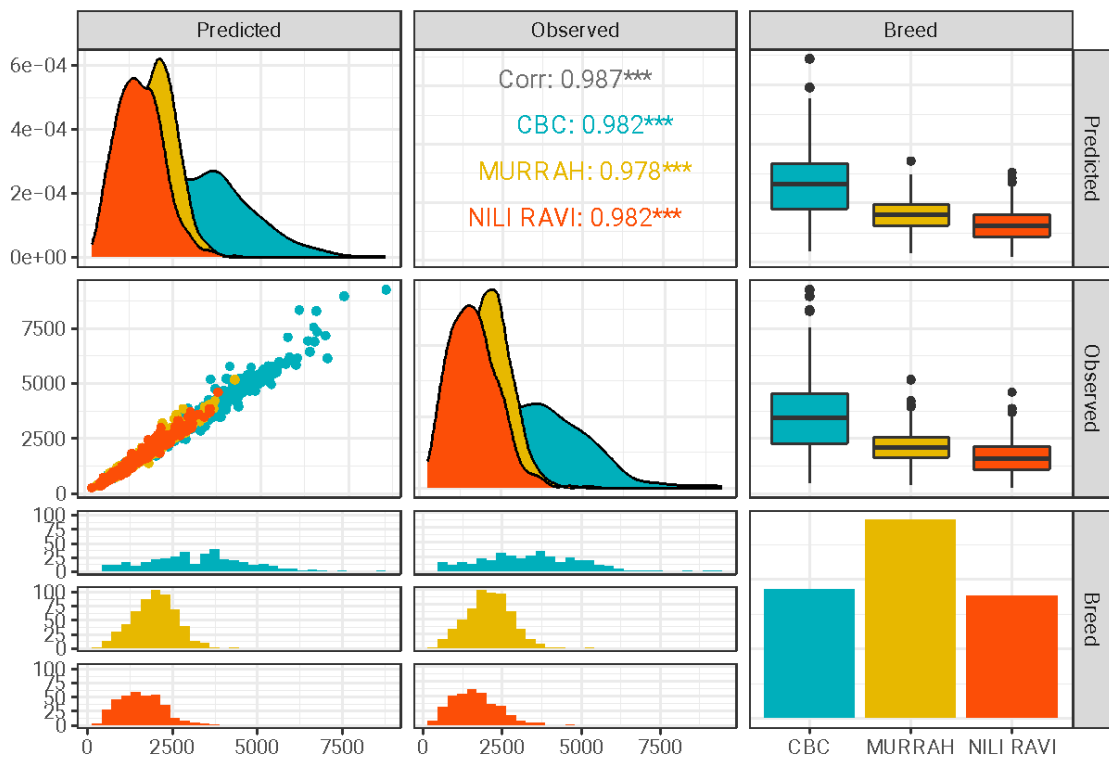 Predicted Observed Breed
6e−04
4e−04
2e−04
0e+00
Corr: 0.987***
CBC: 0.982***
MURRAH: 0.978***
NILI RAVI: 0.982***
Predicted
7500
5000
2500
0
Observed
100
75
50
25
0
100
75
50
25
0
100
75
50
25
0
Breed
0 2500 5000 7500 0 2500 5000 7500 CBC MURRAH NILI RAVI